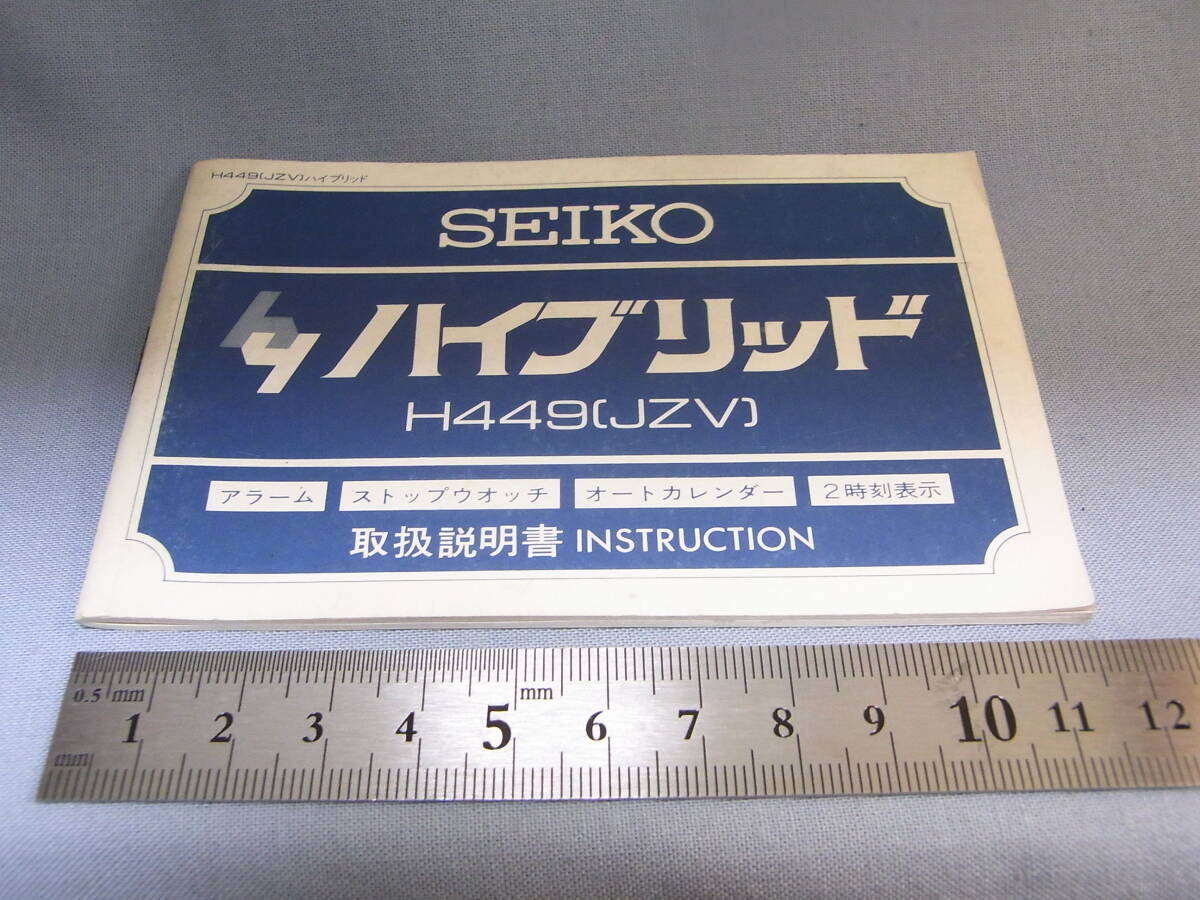 H449(JZV)ハイブリッド
SEIKO
hy ハイブリッド
H449(JZV)
アラーム ストップウオッチ オートカレンダー 2時刻表示
取扱説明書 INSTRUCTION
0.5 mm mm
1 2 3 4 5 6 7 8 9 10 11 12
mm